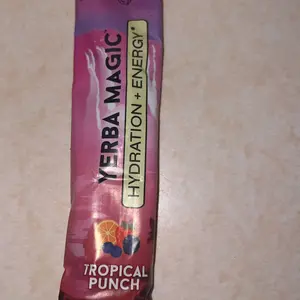 YERBA MAGIC
HYDRATION + ENERGY*
TROPICAL
PUNCH